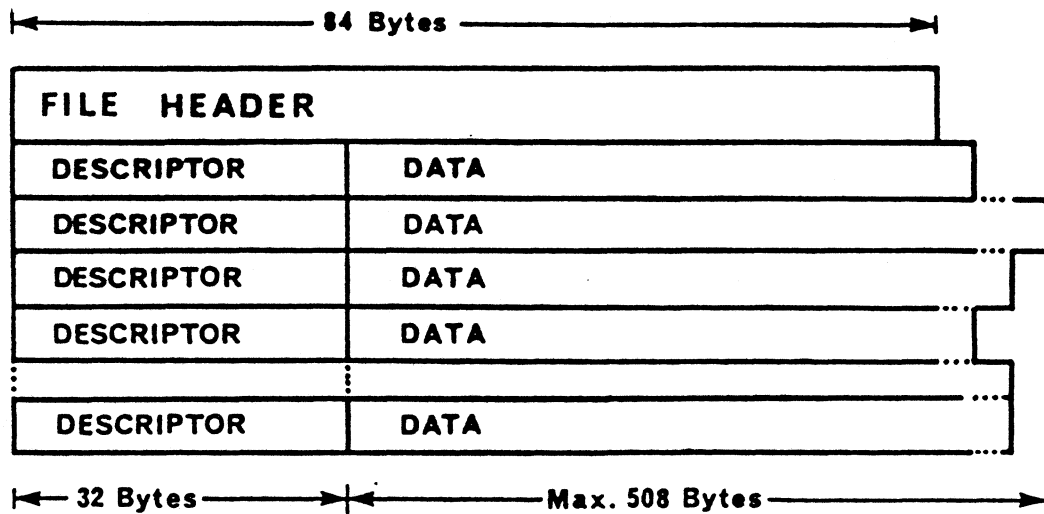 84 Bytes
FILE HEADER
DESCRIPTOR DATA
DESCRIPTOR DATA
DESCRIPTOR DATA
DESCRIPTOR DATA
DESCRIPTOR DATA
32 Bytes Max. 508 Bytes